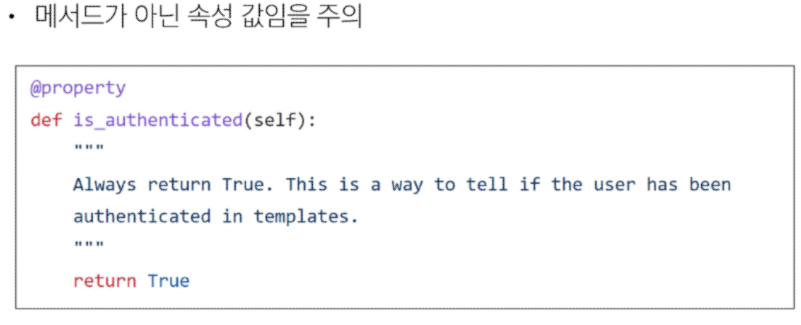 • 메서드가 아닌 속성 값임을 주의
@property
def is_authenticated(self):
"""
Always return True. This is a way to tell if the user has been
authenticated in templates.
"""
return True